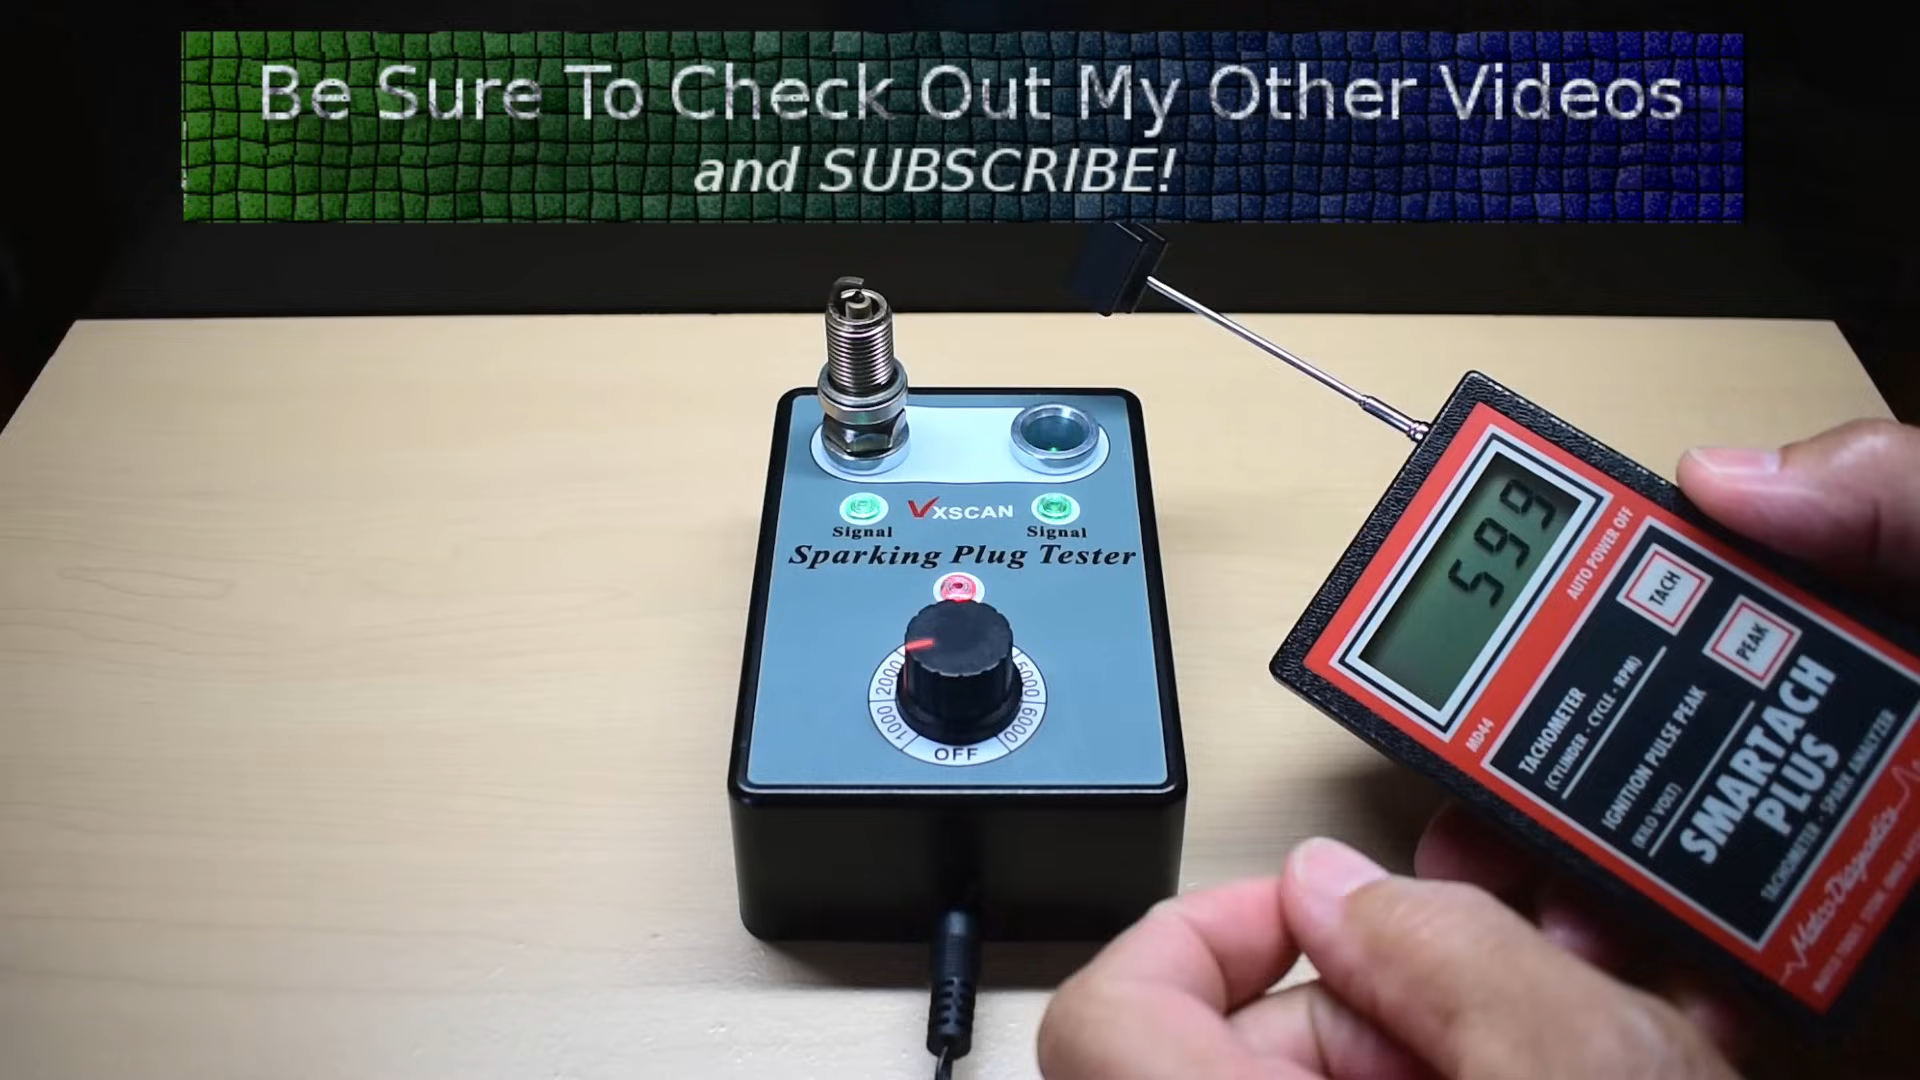 Be Sure To Check Out My Other Videos
and SUBSCRIBE!
VXSCAN
Signal
Signal
Sparking Plug Tester
1000
2000
5000
6000
OFF
599
AUTO POWER OFF
TACH
PEAK
MD44
TACHOMETER
(CYLINDER - CYCLE - RPM)
IGNITION PULSE PEAK
(KILO VOLT)
SMARTACH
PLUS
TACHOMETER - SPARK ANALYZER
Matco Diagnostics